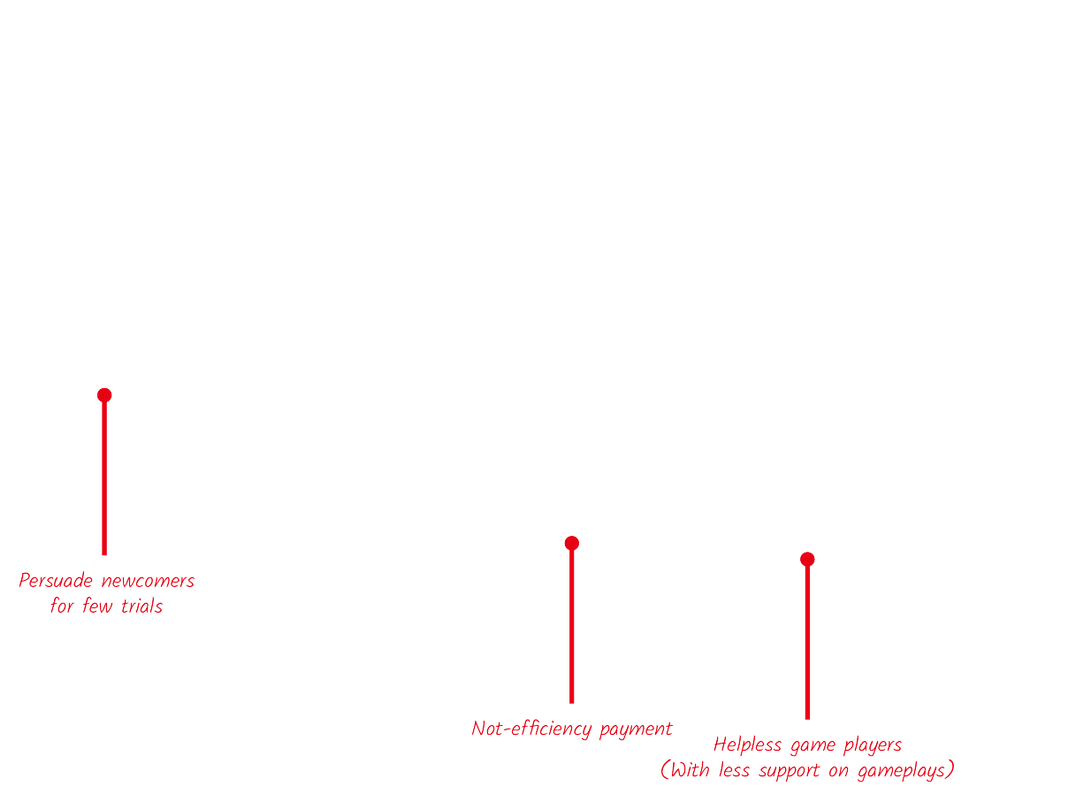 Persuade newcomers
for few trials
Not-efficiency payment
Helpless game players
(With less support on gameplays)